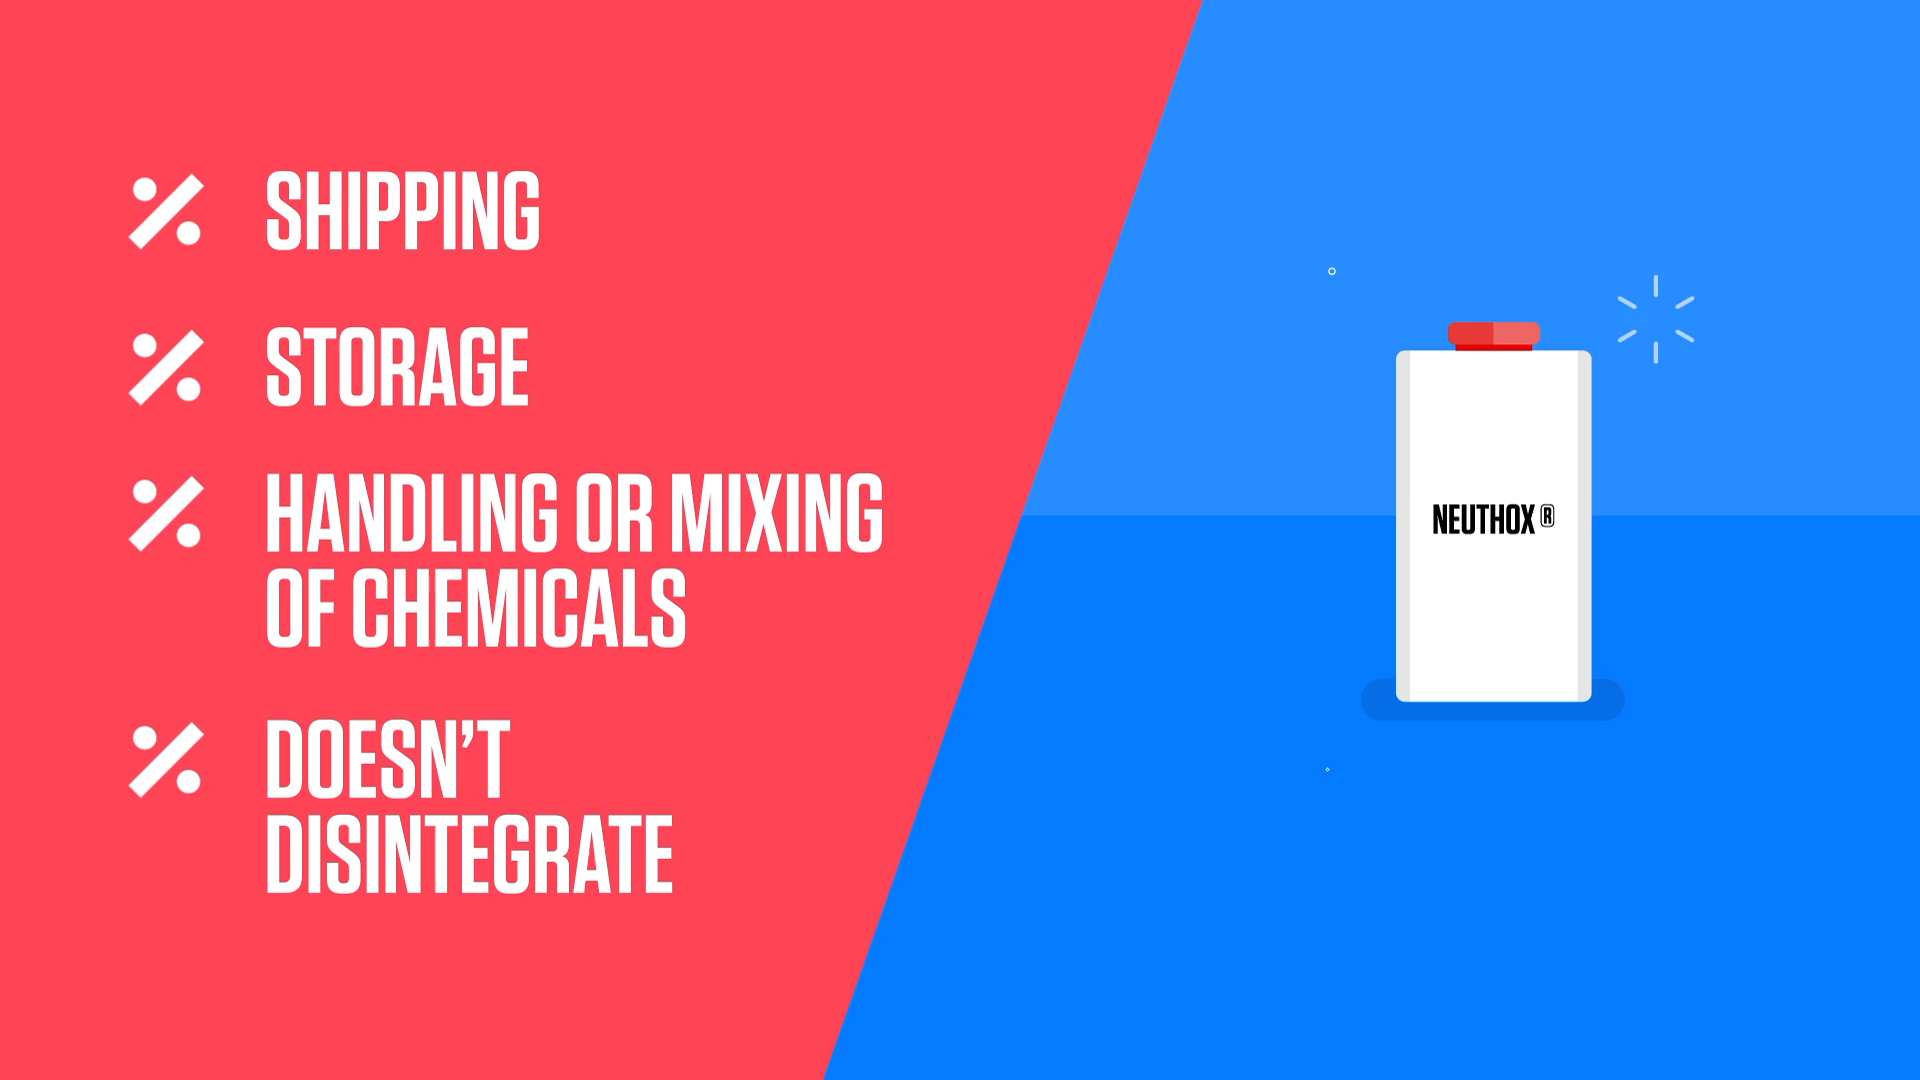 % SHIPPING
% STORAGE
% HANDLING OR MIXING
OF CHEMICALS
% DOESN’T
DISINTEGRATE
NEUTHOX ®